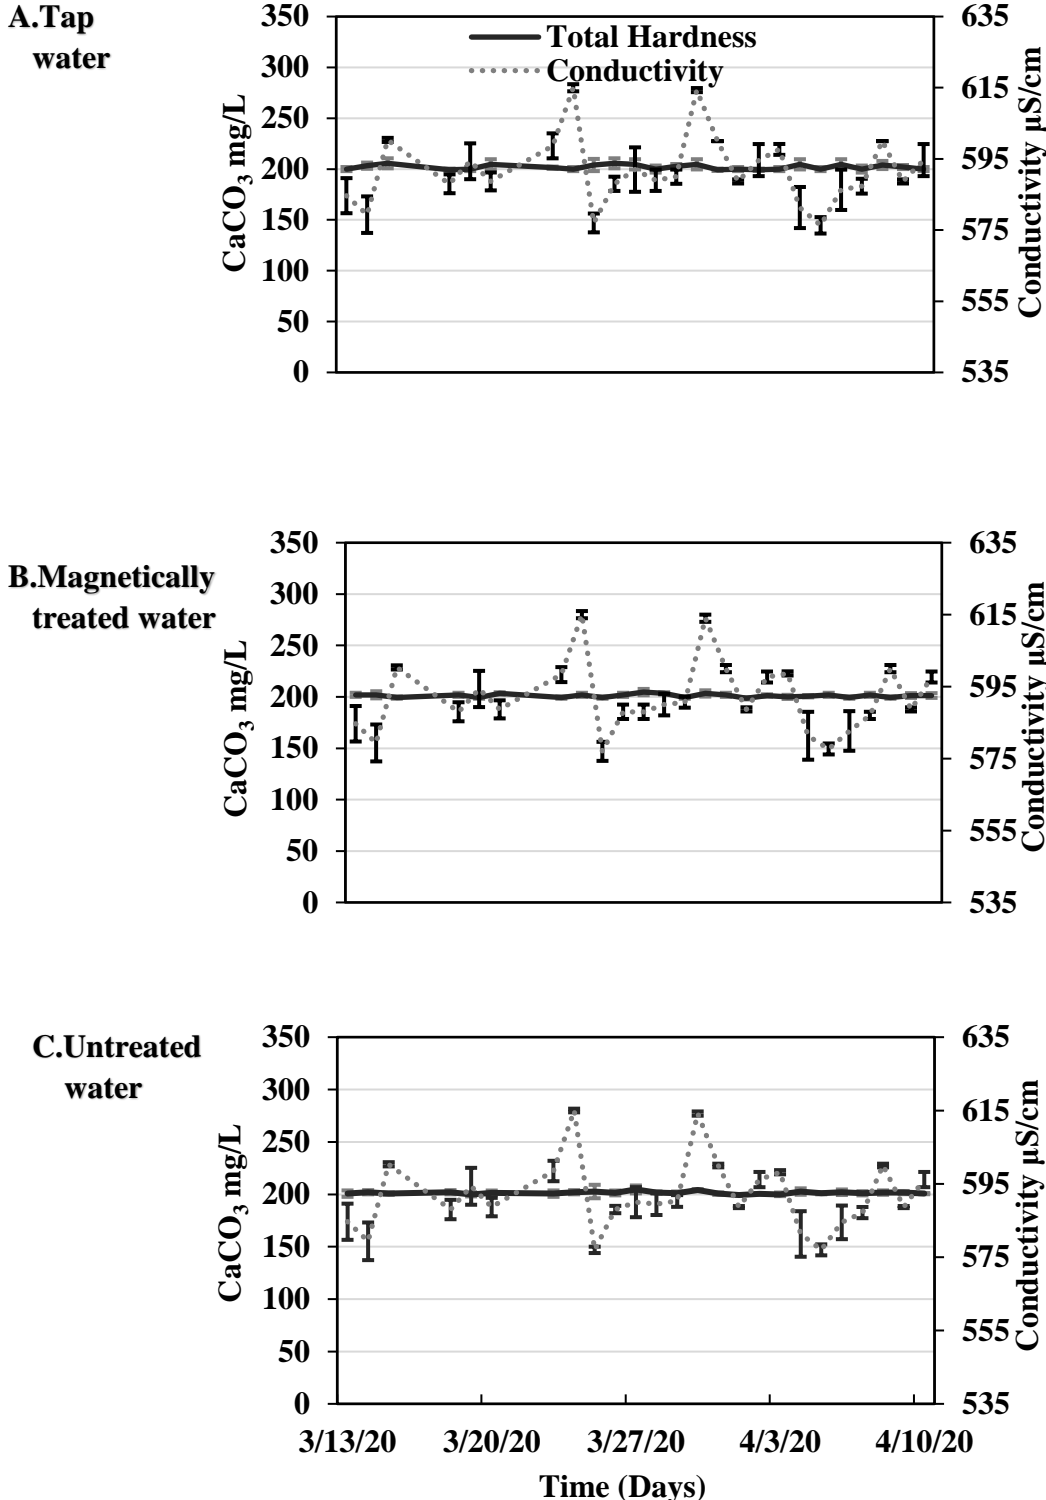 A.Tap
water
Total Hardness
Conductivity
350
300
250
200
150
100
50
0
CaCO₃ mg/L
635
615
595
575
555
535
Conductivity µS/cm
B.Magnetically
treated water
350
300
250
200
150
100
50
0
CaCO₃ mg/L
635
615
595
575
555
535
Conductivity µS/cm
C.Untreated
water
350
300
250
200
150
100
50
0
CaCO₃ mg/L
635
615
595
575
555
535
Conductivity µS/cm
3/13/20 3/20/20 3/27/20 4/3/20 4/10/20
Time (Days)